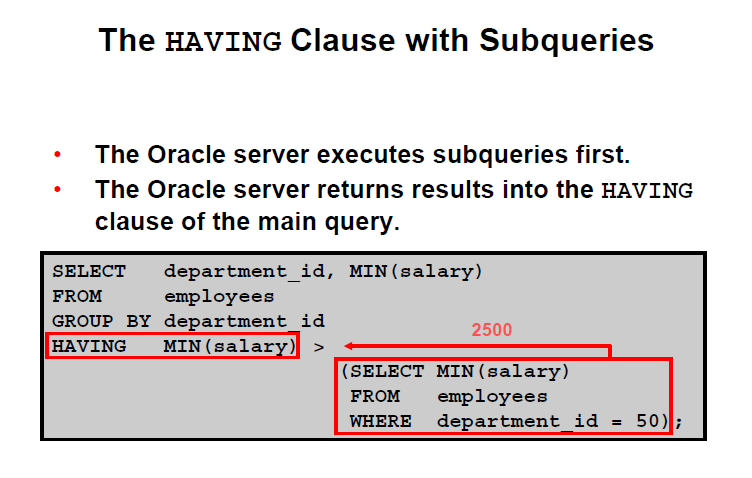 The HAVING Clause with Subqueries
• The Oracle server executes subqueries first.
• The Oracle server returns results into the HAVING
clause of the main query.
SELECT department_id, MIN(salary)
FROM employees
GROUP BY department_id
2500
HAVING MIN(salary) >
(SELECT MIN(salary)
FROM employees
WHERE department_id = 50);